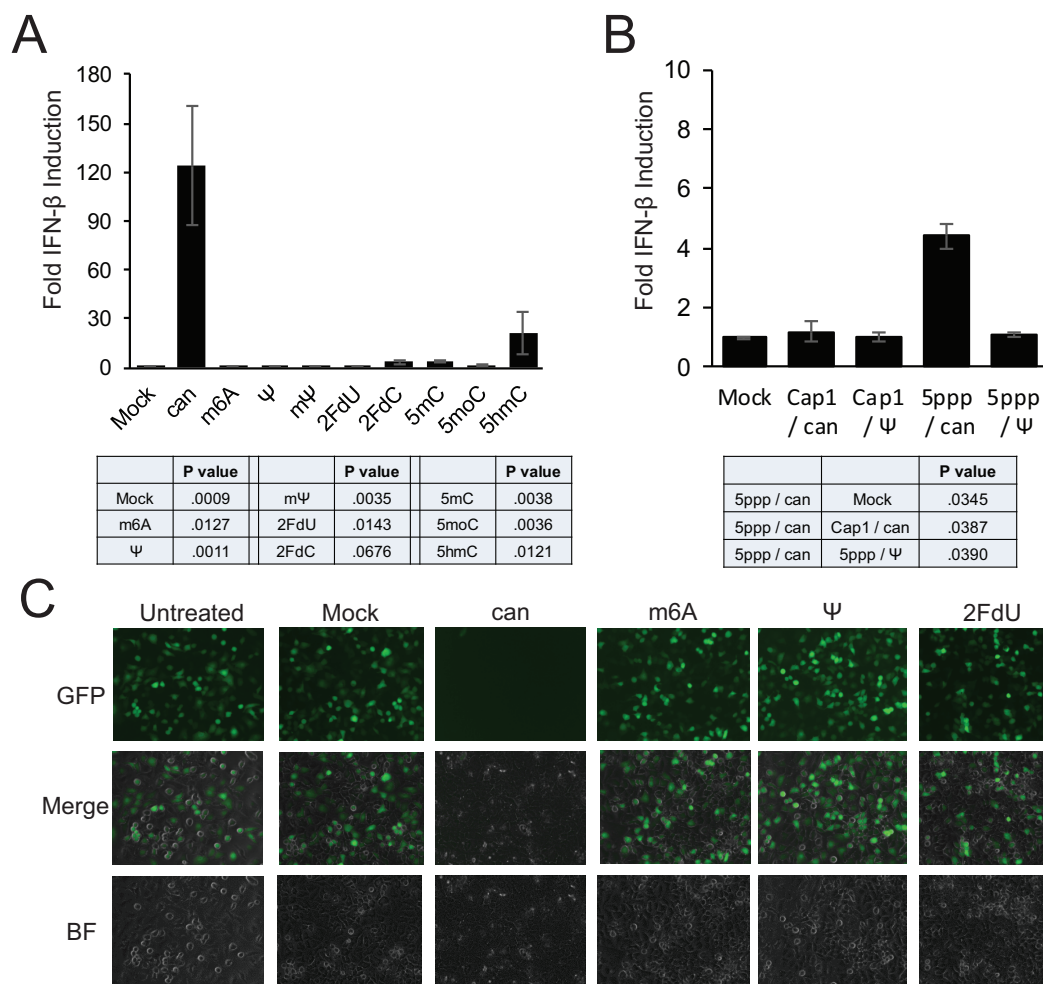 A
Fold IFN-β Induction
180
150
120
90
60
30
0
Mock can m6A Ψ mΨ 2FdU 2FdC 5mC 5moC 5hmC
P value P value P value
Mock .0009 mΨ .0035 5mC .0038
m6A .0127 2FdU .0143 5moC .0036
Ψ .0011 2FdC .0676 5hmC .0121
B
Fold IFN-β Induction
10
8
6
4
2
0
Mock Cap1 Cap1 5ppp 5ppp
/ can / Ψ / can / Ψ
P value
5ppp / can Mock .0345
5ppp / can Cap1 / can .0387
5ppp / can 5ppp / Ψ .0390
C
Untreated Mock can m6A Ψ 2FdU
GFP
Merge
BF